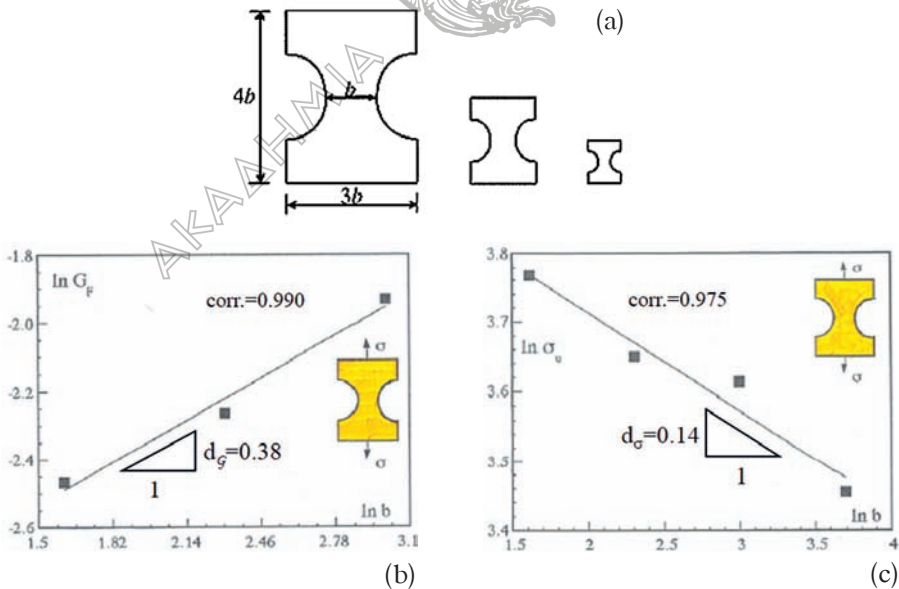 (a)
4b
b
3b
ΑΚΑΔΗΜΙΑ
-1.8
-2.0
-2.2
-2.4
-2.6
ln G_F
corr.=0.990
σ
σ
d_𝒢=0.38
1
ln b
1.5 1.82 2.14 2.46 2.78 3.1
(b)
3.8
3.7
3.6
3.5
3.4
ln σ_u
corr.=0.975
σ
σ
d_σ=0.14
1
ln b
1.5 2 2.5 3 3.5 4
(c)